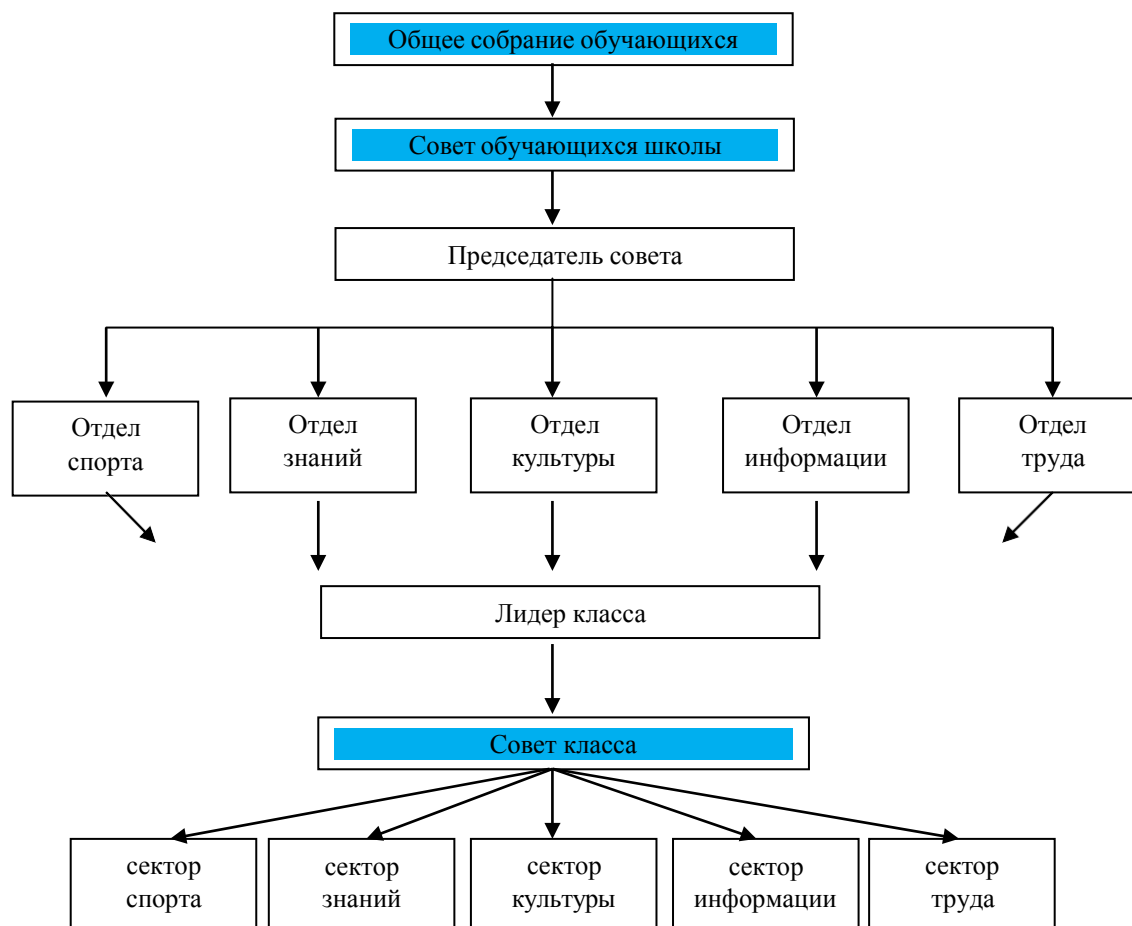 Общее собрание обучающихся
Совет обучающихся школы
Председатель совета
Отдел
спорта
Отдел
знаний
Отдел
культуры
Отдел
информации
Отдел
труда
Лидер класса
Совет класса
сектор
спорта
сектор
знаний
сектор
культуры
сектор
информации
сектор
труда